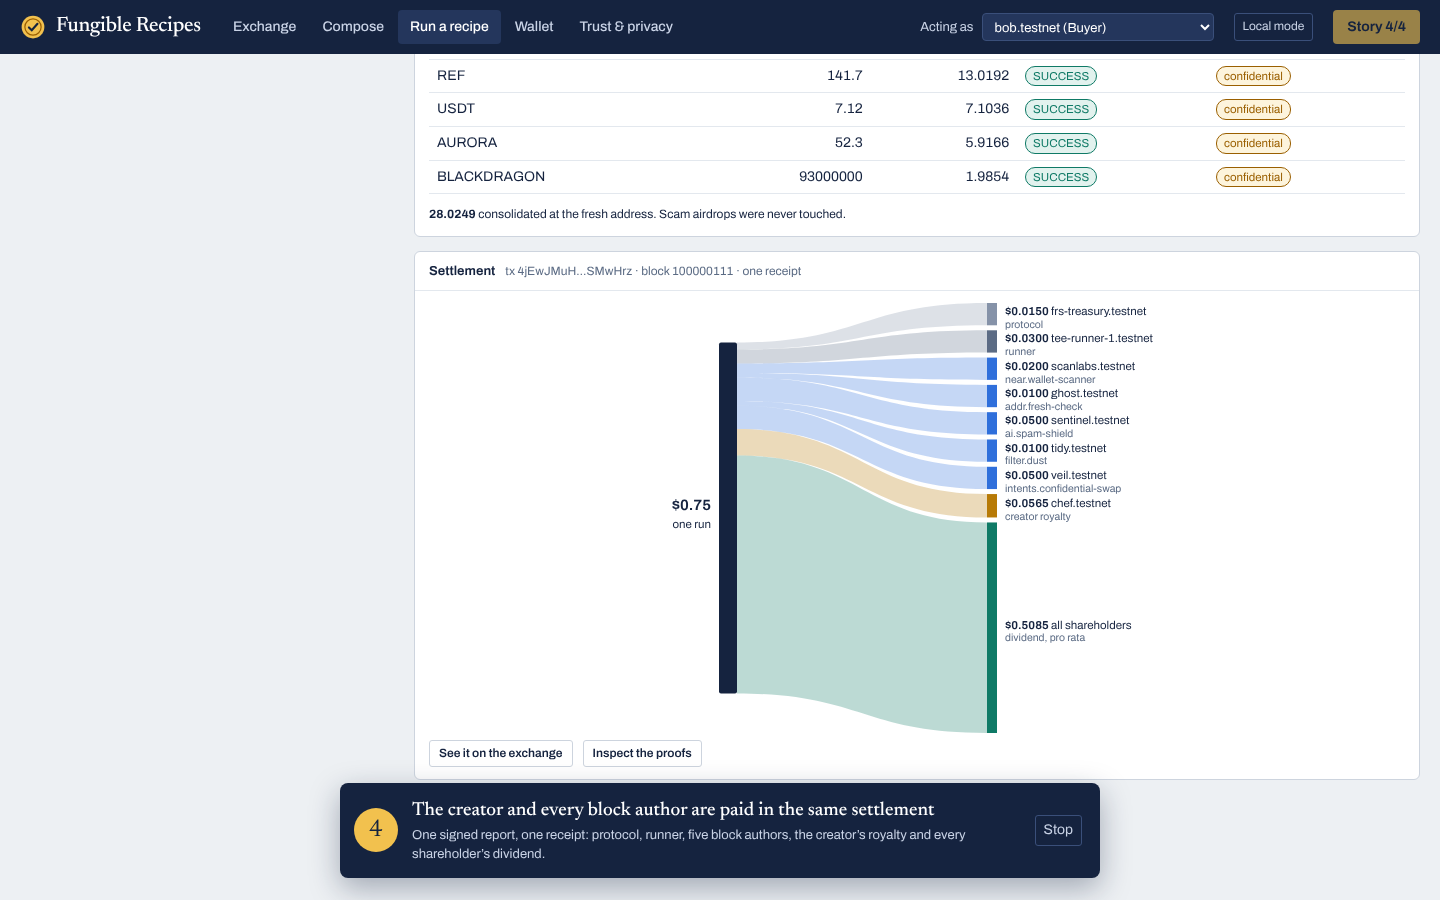 Fungible Recipes Exchange Compose Run a recipe Wallet Trust & privacy Acting as bob.testnet (Buyer) Local mode Story 4/4
REF 141.7 13.0192 SUCCESS confidential
USDT 7.12 7.1036 SUCCESS confidential
AURORA 52.3 5.9166 SUCCESS confidential
BLACKDRAGON 93000000 1.9854 SUCCESS confidential
28.0249 consolidated at the fresh address. Scam airdrops were never touched.
Settlement tx 4jEwJMuH…SMwHrz · block 100000111 · one receipt
$0.0150 frs-treasury.testnet
protocol
$0.0300 tee-runner-1.testnet
runner
$0.0200 scanlabs.testnet
near.wallet-scanner
$0.0100 ghost.testnet
addr.fresh-check
$0.0500 sentinel.testnet
ai.spam-shield
$0.0100 tidy.testnet
filter.dust
$0.0500 veil.testnet
intents.confidential-swap
$0.0565 chef.testnet
creator royalty
$0.75
one run
$0.5085 all shareholders
dividend, pro rata
See it on the exchange Inspect the proofs
4
The creator and every block author are paid in the same settlement
One signed report, one receipt: protocol, runner, five block authors, the creator's royalty and every
shareholder's dividend.
Stop